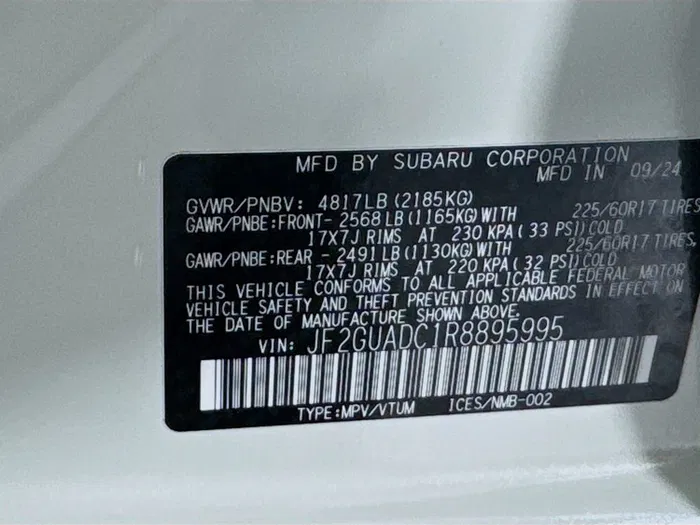 MFD BY SUBARU CORPORATION
MFD IN 09/24
GVWR/PNBV: 4817LB(2185KG)
GAWR/PNBE:FRONT-2568LB(1165KG)WITH 225/60R17 TIRES
17X7J RIMS AT 230 KPA(33 PSI)COLD
GAWR/PNBE:REAR -2491LB(1130KG)WITH 225/60R17 TIRES
17X7J RIMS AT 220 KPA(32 PSI)COLD
THIS VEHICLE CONFORMS TO ALL APPLICABLE FEDERAL MOTOR
VEHICLE SAFETY AND THEFT PREVENTION STANDARDS IN EFFECT ON
THE DATE OF MANUFACTURE SHOWN ABOVE.
VIN: JF2GUADC1R8895995
TYPE:MPV/VTUM ICES/NMB-002